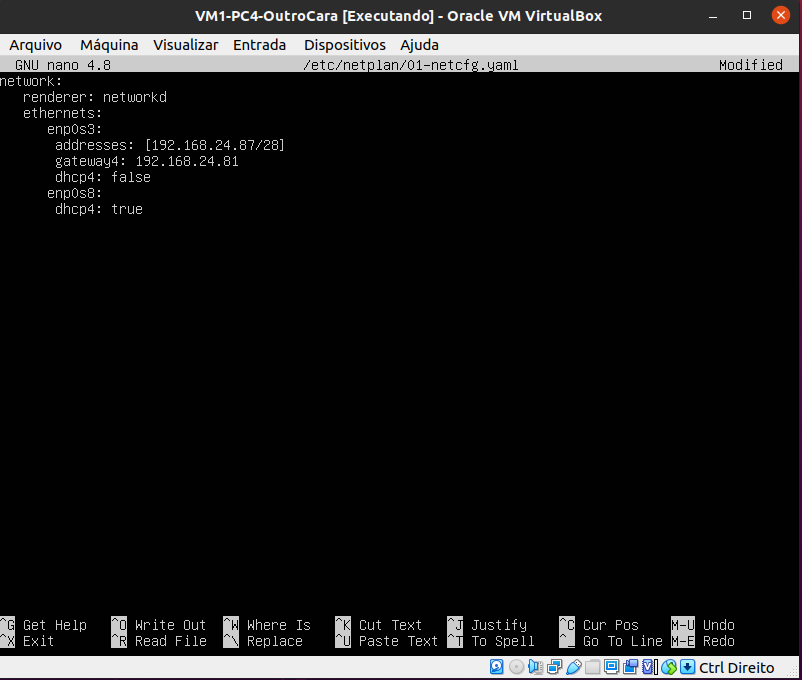 VM1-PC4-OutroCara [Executando] - Oracle VM VirtualBox
Arquivo Máquina Visualizar Entrada Dispositivos Ajuda
GNU nano 4.8 /etc/netplan/01-netcfg.yaml Modified
network:
   renderer: networkd
   ethernets:
      enp0s3:
       addresses: [192.168.24.87/28]
       gateway4: 192.168.24.81
       dhcp4: false
      enp0s8:
       dhcp4: true
^G Get Help ^O Write Out ^W Where Is ^K Cut Text ^J Justify ^C Cur Pos M-U Undo
^X Exit ^R Read File ^\ Replace ^U Paste Text ^T To Spell ^_ Go To Line M-E Redo
Ctrl Direito